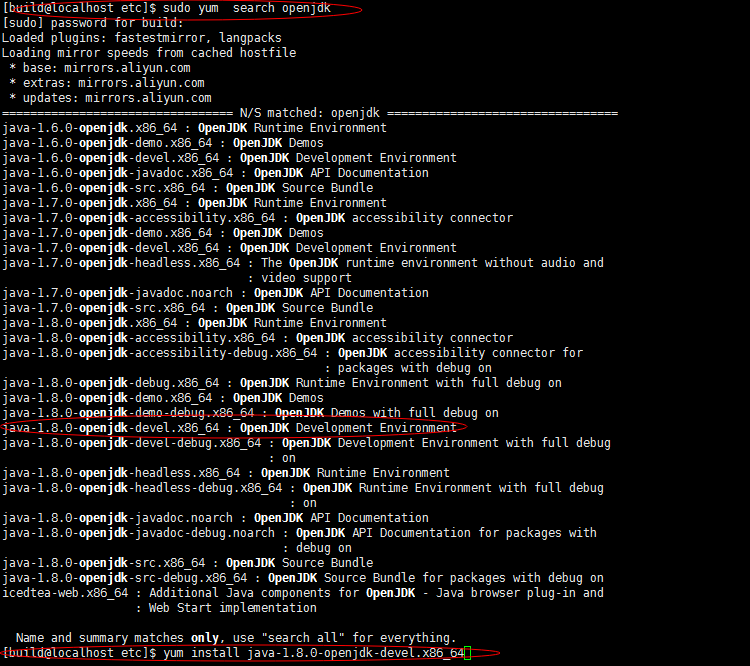 [build@localhost etc]$ sudo yum  search openjdk
[sudo] password for build:
Loaded plugins: fastestmirror, langpacks
Loading mirror speeds from cached hostfile
 * base: mirrors.aliyun.com
 * extras: mirrors.aliyun.com
 * updates: mirrors.aliyun.com
================================= N/S matched: openjdk =================================
java-1.6.0-openjdk.x86_64 : OpenJDK Runtime Environment
java-1.6.0-openjdk-demo.x86_64 : OpenJDK Demos
java-1.6.0-openjdk-devel.x86_64 : OpenJDK Development Environment
java-1.6.0-openjdk-javadoc.x86_64 : OpenJDK API Documentation
java-1.6.0-openjdk-src.x86_64 : OpenJDK Source Bundle
java-1.7.0-openjdk.x86_64 : OpenJDK Runtime Environment
java-1.7.0-openjdk-accessibility.x86_64 : OpenJDK accessibility connector
java-1.7.0-openjdk-demo.x86_64 : OpenJDK Demos
java-1.7.0-openjdk-devel.x86_64 : OpenJDK Development Environment
java-1.7.0-openjdk-headless.x86_64 : The OpenJDK runtime environment without audio and
                                   : video support
java-1.7.0-openjdk-javadoc.noarch : OpenJDK API Documentation
java-1.7.0-openjdk-src.x86_64 : OpenJDK Source Bundle
java-1.8.0-openjdk.x86_64 : OpenJDK Runtime Environment
java-1.8.0-openjdk-accessibility.x86_64 : OpenJDK accessibility connector
java-1.8.0-openjdk-accessibility-debug.x86_64 : OpenJDK accessibility connector for
                                              : packages with debug on
java-1.8.0-openjdk-debug.x86_64 : OpenJDK Runtime Environment with full debug on
java-1.8.0-openjdk-demo.x86_64 : OpenJDK Demos
java-1.8.0-openjdk-demo-debug.x86_64 : OpenJDK Demos with full debug on
java-1.8.0-openjdk-devel.x86_64 : OpenJDK Development Environment
java-1.8.0-openjdk-devel-debug.x86_64 : OpenJDK Development Environment with full debug
                                      : on
java-1.8.0-openjdk-headless.x86_64 : OpenJDK Runtime Environment
java-1.8.0-openjdk-headless-debug.x86_64 : OpenJDK Runtime Environment with full debug
                                         : on
java-1.8.0-openjdk-javadoc.noarch : OpenJDK API Documentation
java-1.8.0-openjdk-javadoc-debug.noarch : OpenJDK API Documentation for packages with
                                        : debug on
java-1.8.0-openjdk-src.x86_64 : OpenJDK Source Bundle
java-1.8.0-openjdk-src-debug.x86_64 : OpenJDK Source Bundle for packages with debug on
icedtea-web.x86_64 : Additional Java components for OpenJDK - Java browser plug-in and
                   : Web Start implementation

  Name and summary matches only, use "search all" for everything.
[build@localhost etc]$ yum install java-1.8.0-openjdk-devel.x86_64